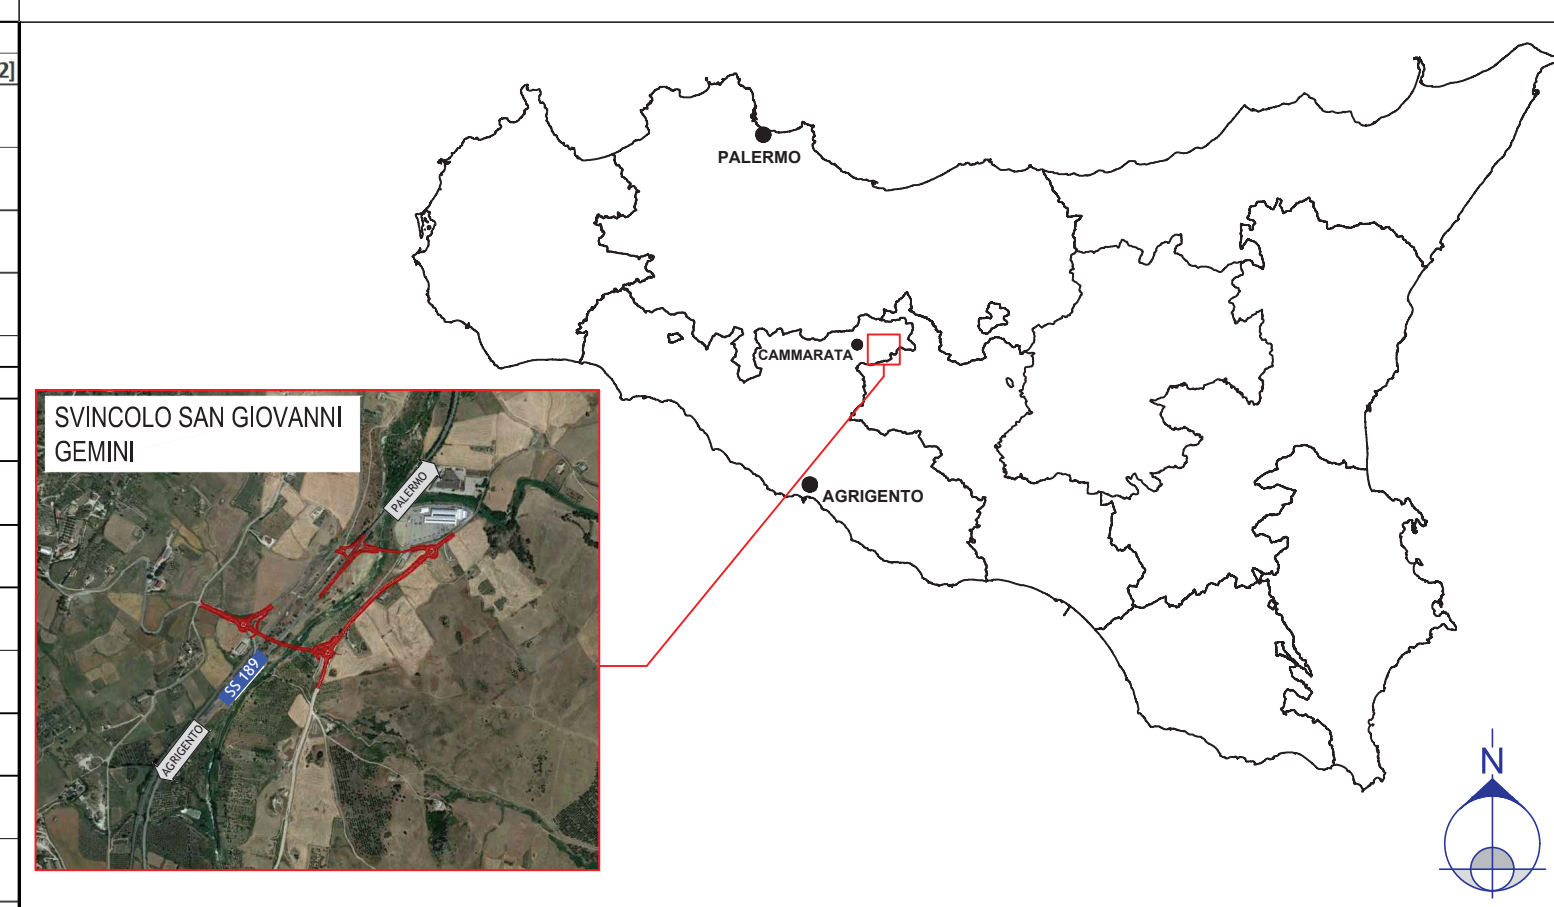 2]
PALERMO
CAMMARATA
AGRIGENTO
SVINCOLO SAN GIOVANNI
GEMINI
PALERMO
SS 189
AGRIGENTO
N